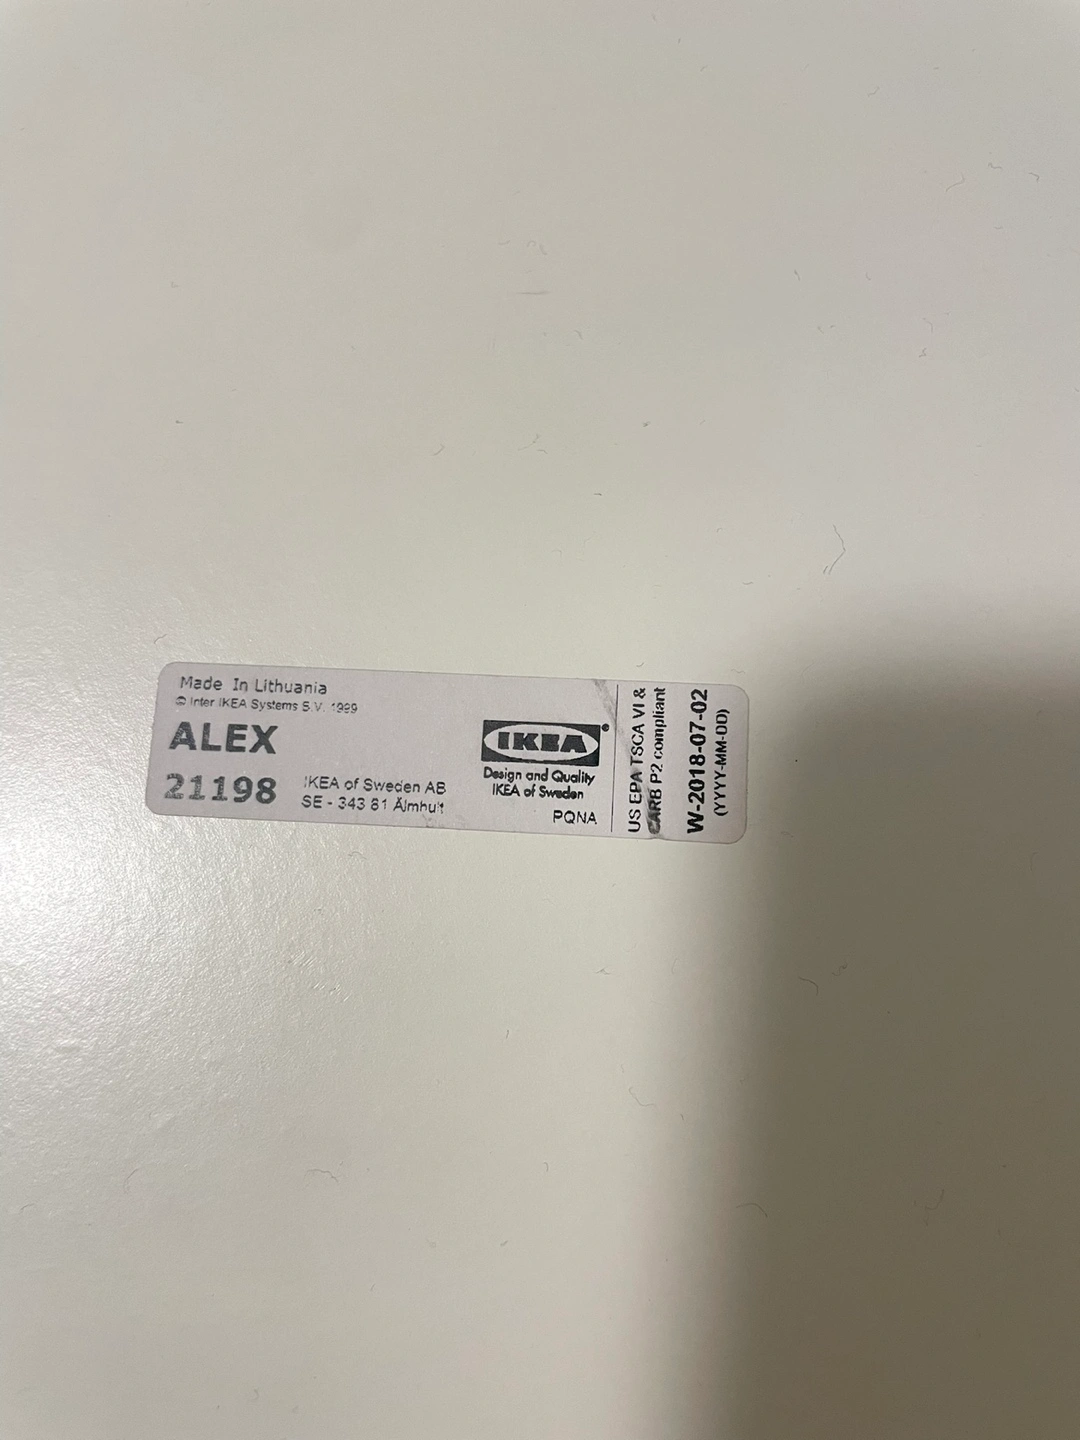 Made In Lithuania
© Inter IKEA Systems S.V. 1999
ALEX
21198
IKEA of Sweden AB
SE - 343 81 Älmhult
IKEA®
Design and Quality
IKEA of Sweden
PQNA
US EPA TSCA VI &
CARB P2 compliant
W-2018-07-02
(YYYY-MM-DD)